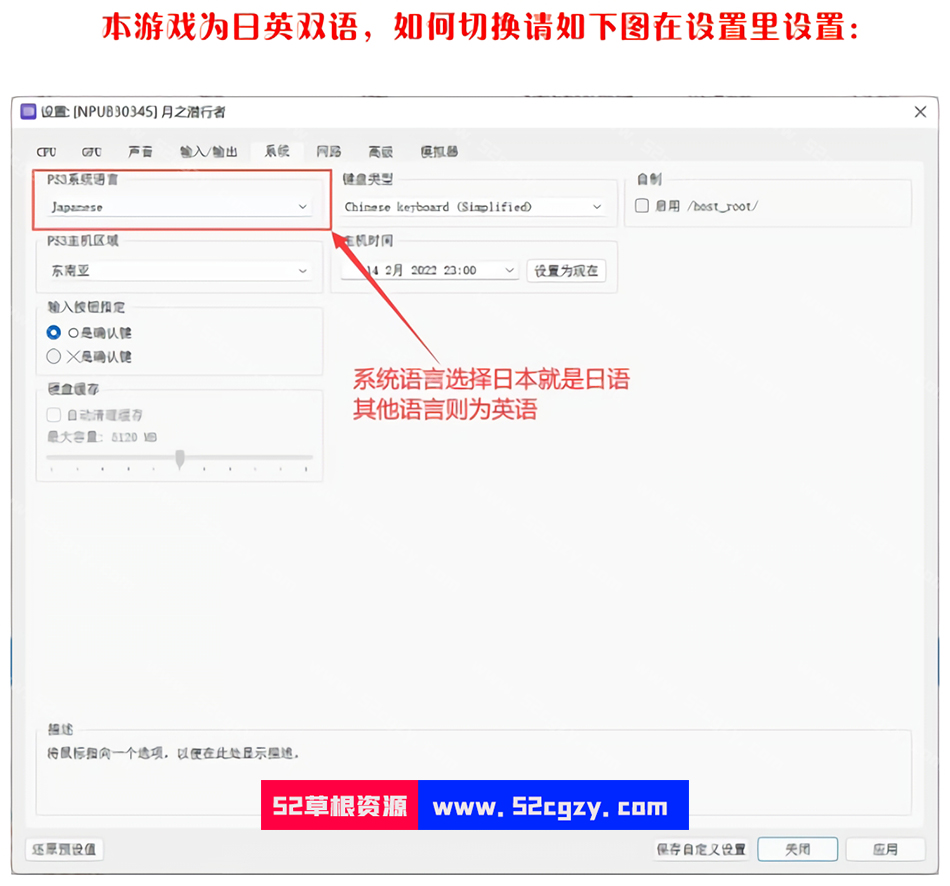 本游戏为日英双语，如何切换请如下图在设置里设置：
设置: [NPUB30345] 月之潜行者
CPU GPU 声音 输入/输出 系统 网络 高级 模拟器
PS3系统语言 键盘类型 自制
Japanese Chinese keyboard (Simplified) 启用 /host_root/
PS3主机区域 主机时间
东南亚 14 2月 2022 23:00 设置为现在
输入按钮指定
○是确认键
×是确认键
硬盘缓存
自动清理缓存
最大容量: 5120 MB
系统语言选择日本就是日语
其他语言则为英语
描述
将鼠标指向一个选项，以便在此处显示描述。
52草根资源 www.52cgzy.com
还原预设值 保存自定义设置 关闭 应用